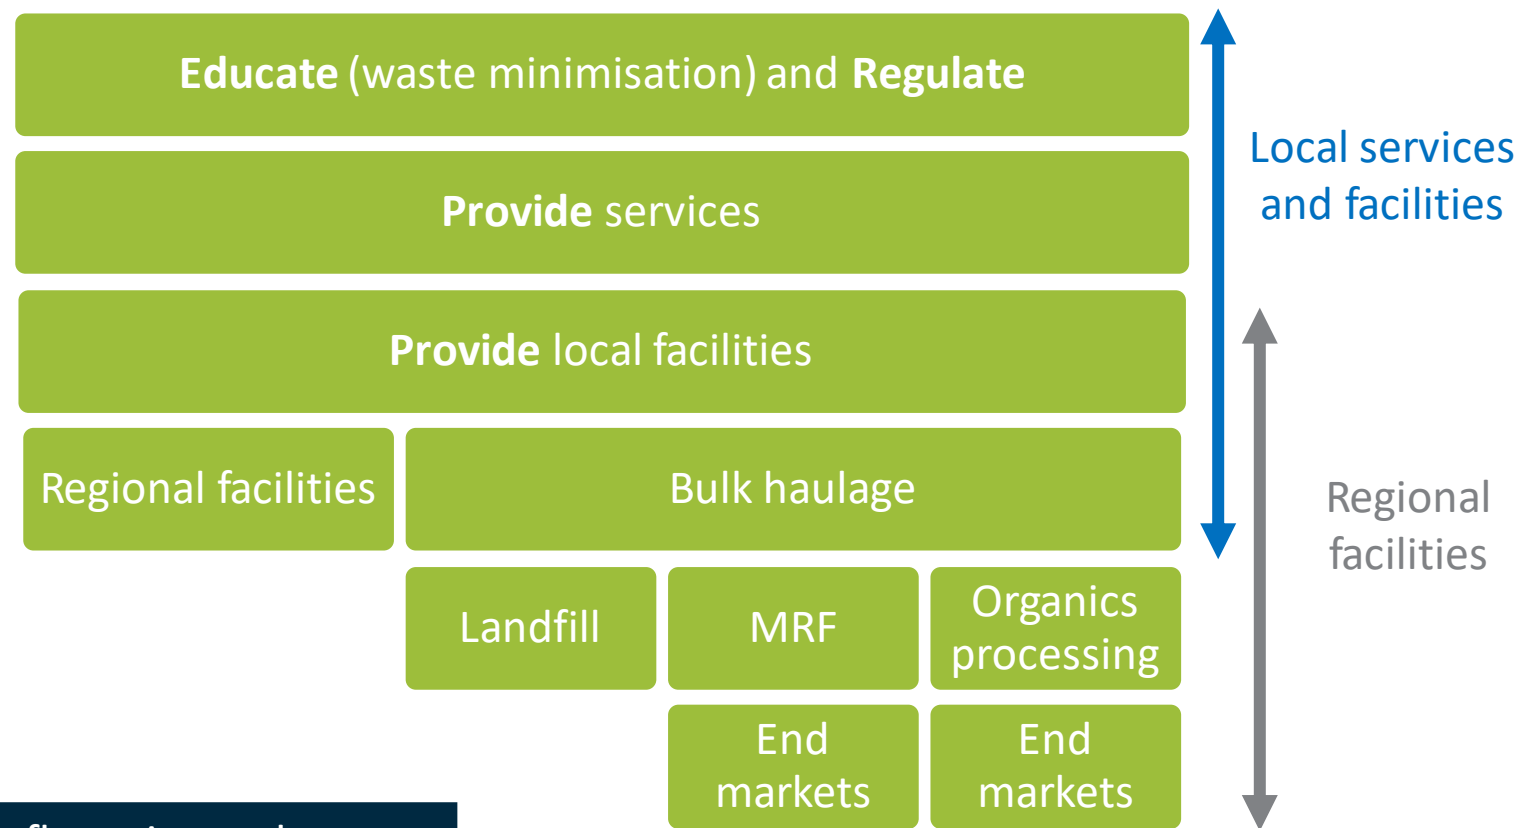 Educate (waste minimisation) and Regulate
Provide services
Provide local facilities
Regional facilities
Bulk haulage
Landfill
MRF
Organics
processing
End
markets
End
markets
Local services
and facilities
Regional
facilities